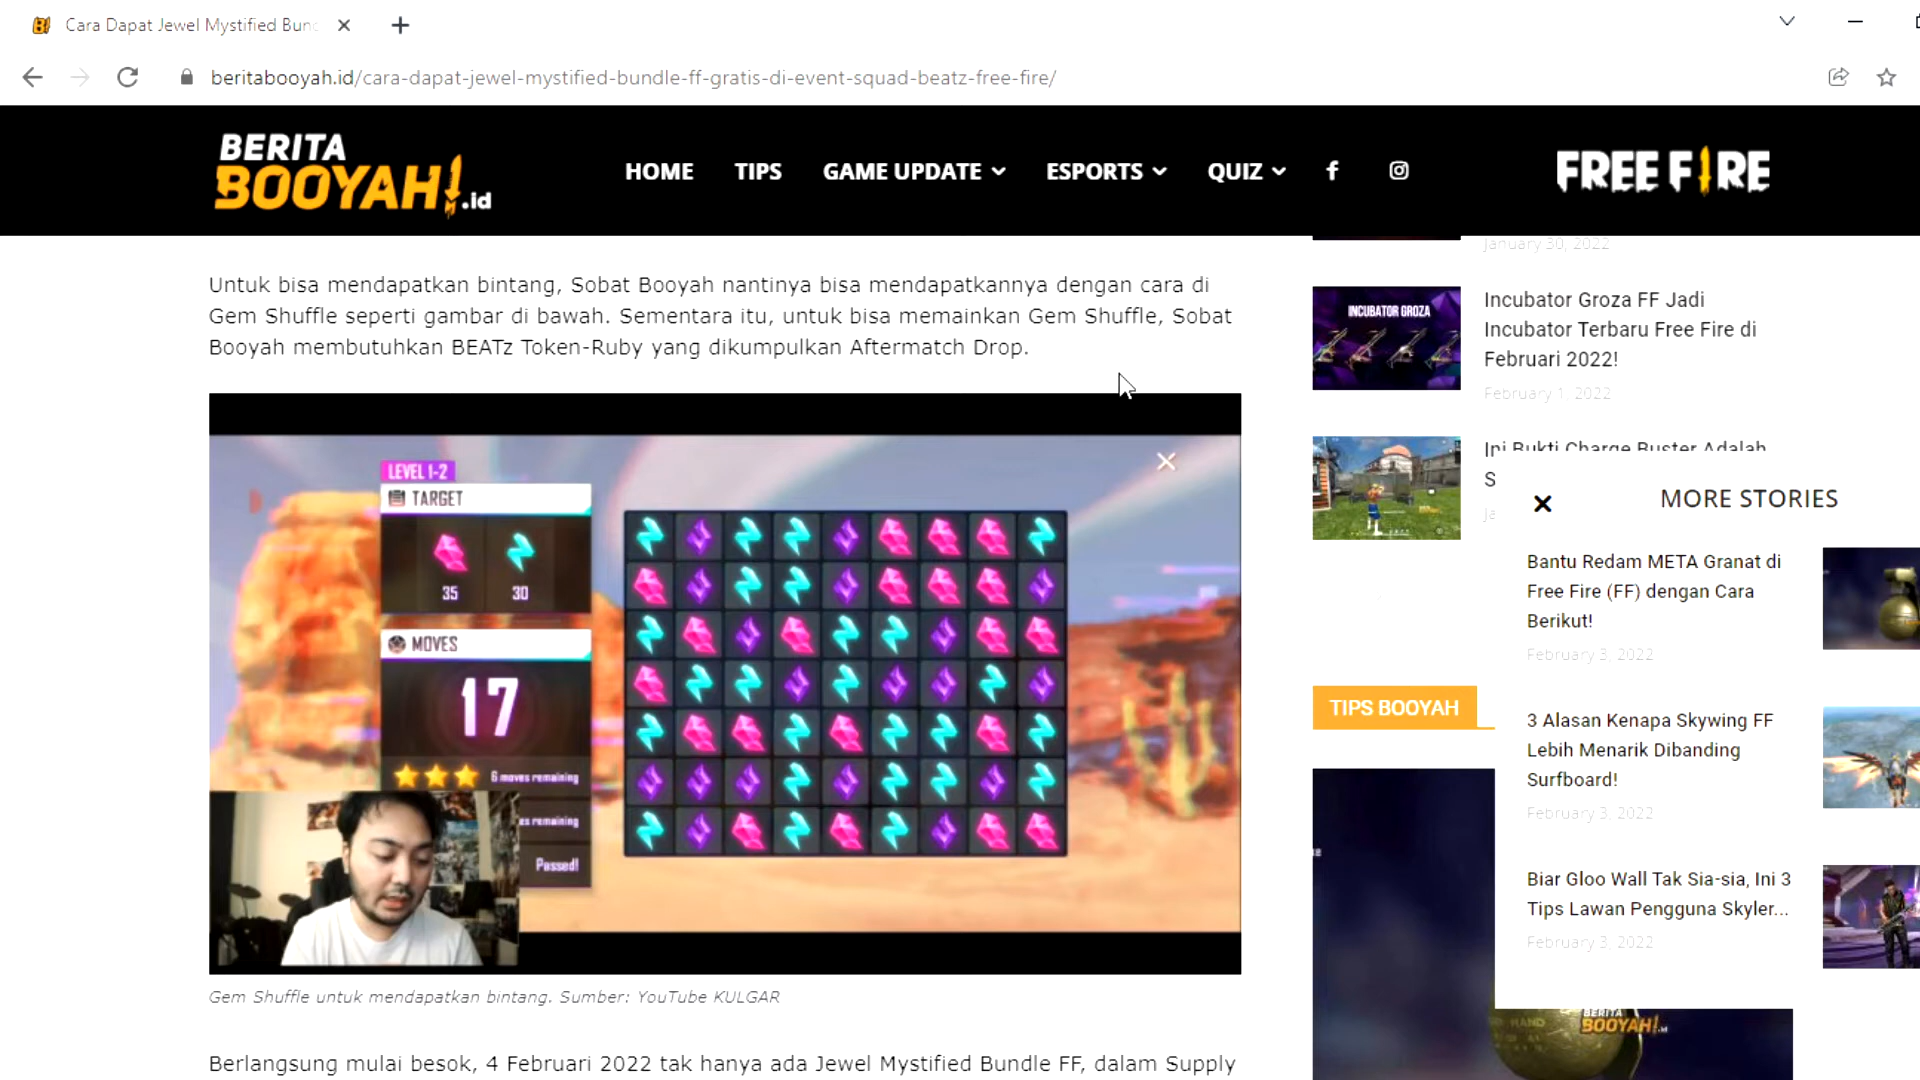 Cara Dapat Jewel Mystified Bun
beritabooyah.id/cara-dapat-jewel-mystified-bundle-ff-gratis-di-event-squad-beatz-free-fire/
BERITA
BOOYAH!.id
HOME
TIPS
GAME UPDATE
ESPORTS
QUIZ
FREE FIRE
Untuk bisa mendapatkan bintang, Sobat Booyah nantinya bisa mendapatkannya dengan cara di
Gem Shuffle seperti gambar di bawah. Sementara itu, untuk bisa memainkan Gem Shuffle, Sobat
Booyah membutuhkan BEATz Token-Ruby yang dikumpulkan Aftermatch Drop.
LEVEL 1-2
TARGET
35 30
MOVES
17
6 moves remaining
remaining
Passed!
Gem Shuffle untuk mendapatkan bintang. Sumber: YouTube KULGAR
Berlangsung mulai besok, 4 Februari 2022 tak hanya ada Jewel Mystified Bundle FF, dalam Supply
January 30, 2022
INCUBATOR GROZA
Incubator Groza FF Jadi
Incubator Terbaru Free Fire di
Februari 2022!
February 1, 2022
Ini Bukti Charge Buster Adalah
S
Ja
TIPS BOOYAH
MORE STORIES
Bantu Redam META Granat di
Free Fire (FF) dengan Cara
Berikut!
February 3, 2022
3 Alasan Kenapa Skywing FF
Lebih Menarik Dibanding
Surfboard!
February 3, 2022
Biar Gloo Wall Tak Sia-sia, Ini 3
Tips Lawan Pengguna Skyler...
February 3, 2022
BERITA
BOOYAH!.id